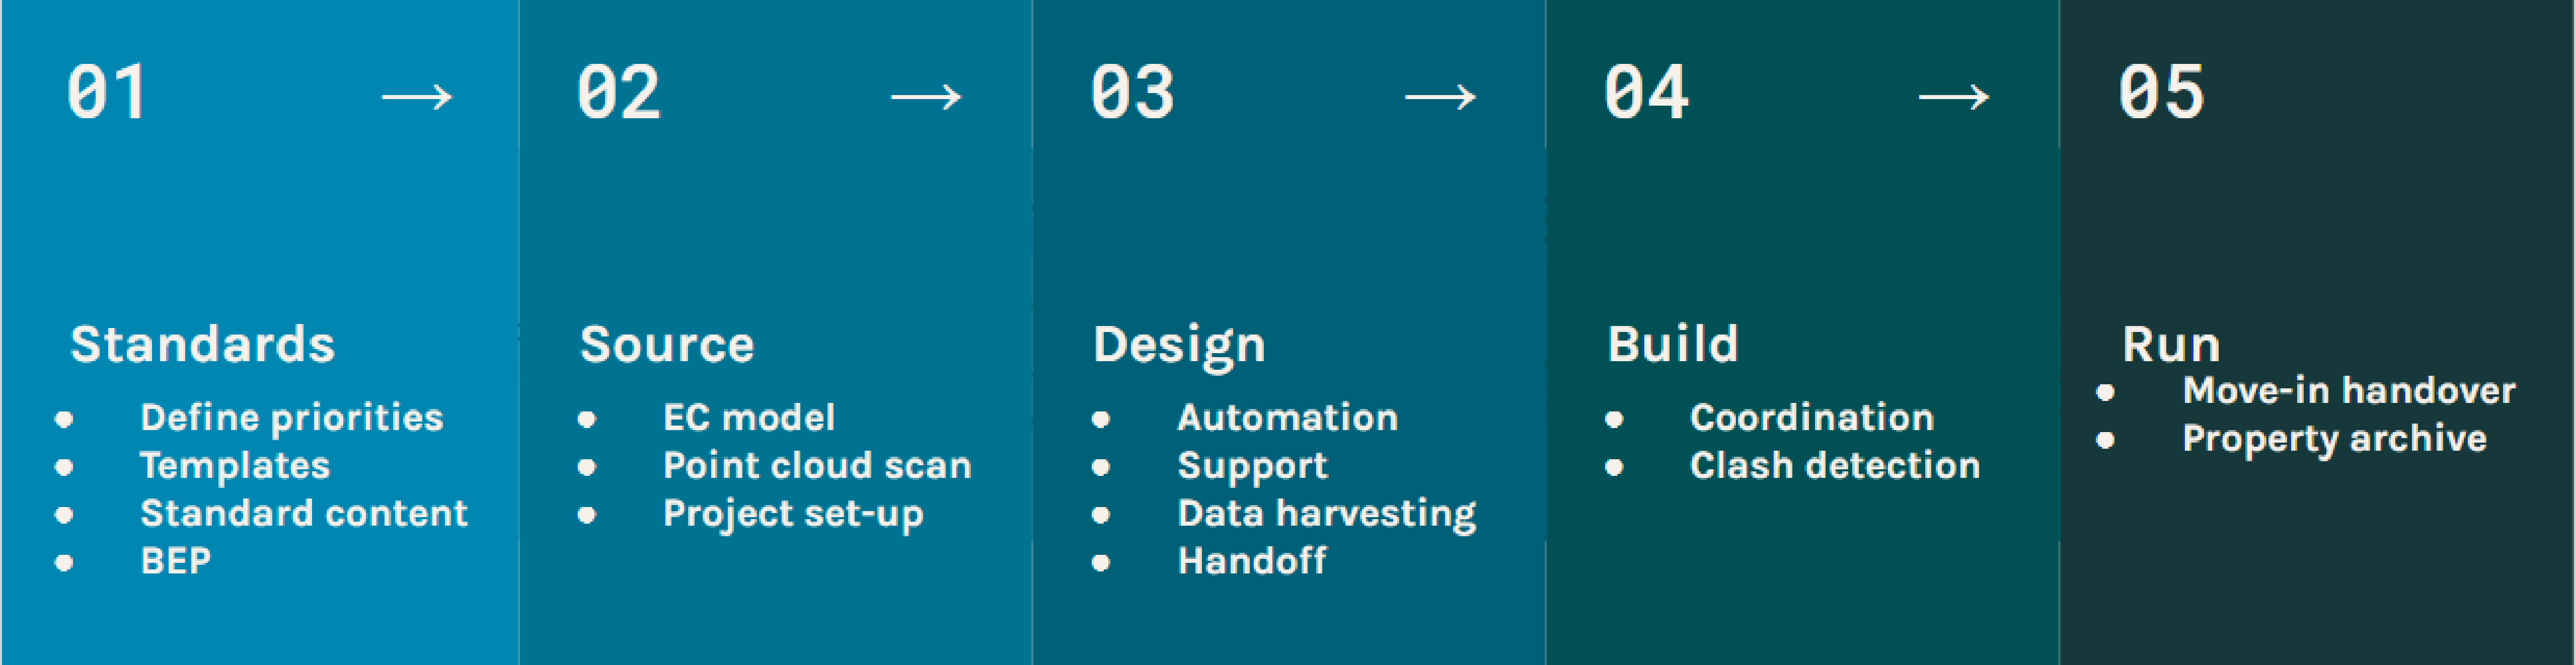 01 →
Standards
• Define priorities
• Templates
• Standard content
• BEP
02 →
Source
• EC model
• Point cloud scan
• Project set-up
03 →
Design
• Automation
• Support
• Data harvesting
• Handoff
04 →
Build
• Coordination
• Clash detection
05
Run
• Move-in handover
• Property archive